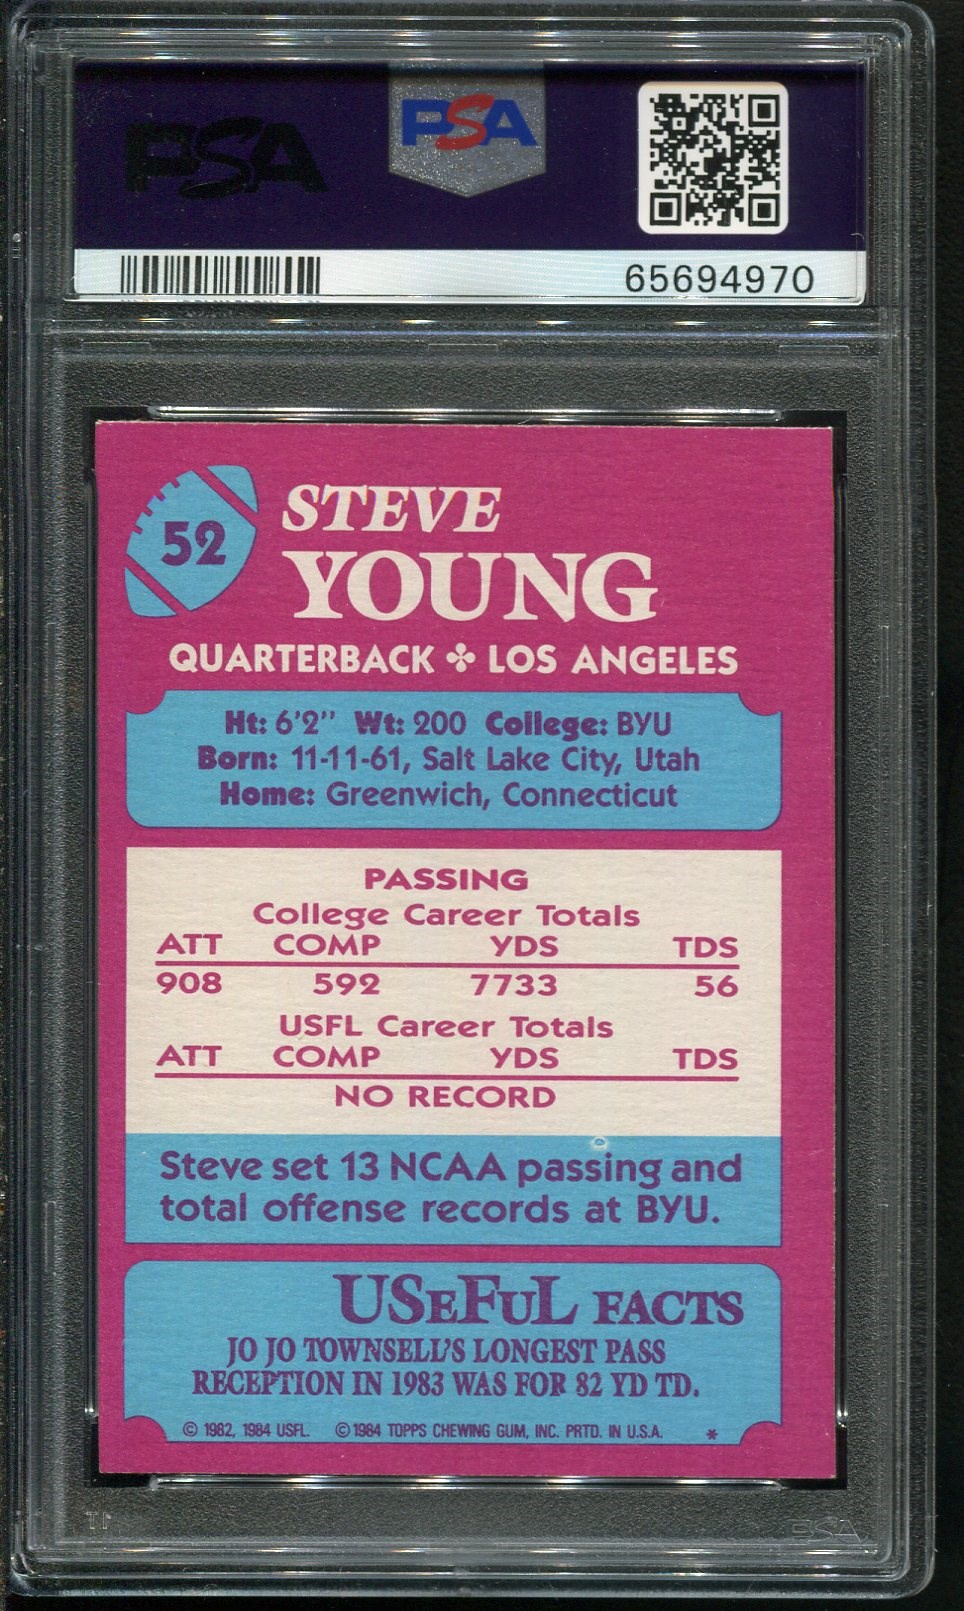 PSA
PSA
65694970
52
STEVE
YOUNG
QUARTERBACK ✤ LOS ANGELES
Ht: 6'2'' Wt: 200 College: BYU
Born: 11-11-61, Salt Lake City, Utah
Home: Greenwich, Connecticut
PASSING
College Career Totals
ATT COMP YDS TDS
908 592 7733 56
USFL Career Totals
ATT COMP YDS TDS
NO RECORD
Steve set 13 NCAA passing and
total offense records at BYU.
USeFuL FACTS
JO JO TOWNSELL'S LONGEST PASS
RECEPTION IN 1983 WAS FOR 82 YD TD.
© 1982, 1984 USFL. © 1984 TOPPS CHEWING GUM, INC. PRTD. IN U.S.A. *